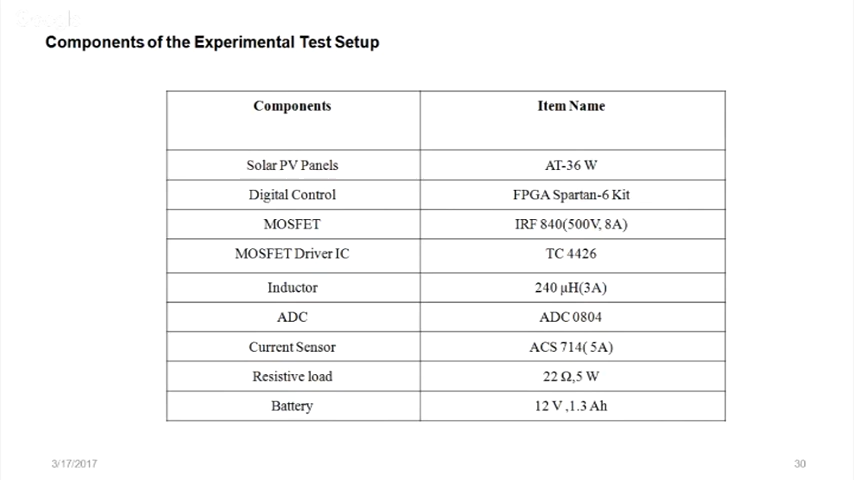 Components of the Experimental Test Setup
Components Item Name
Solar PV Panels AT-36 W
Digital Control FPGA Spartan-6 Kit
MOSFET IRF 840(500V, 8A)
MOSFET Driver IC TC 4426
Inductor 240 µH(3A)
ADC ADC 0804
Current Sensor ACS 714( 5A)
Resistive load 22 Ω,5 W
Battery 12 V ,1.3 Ah
3/17/2017 30